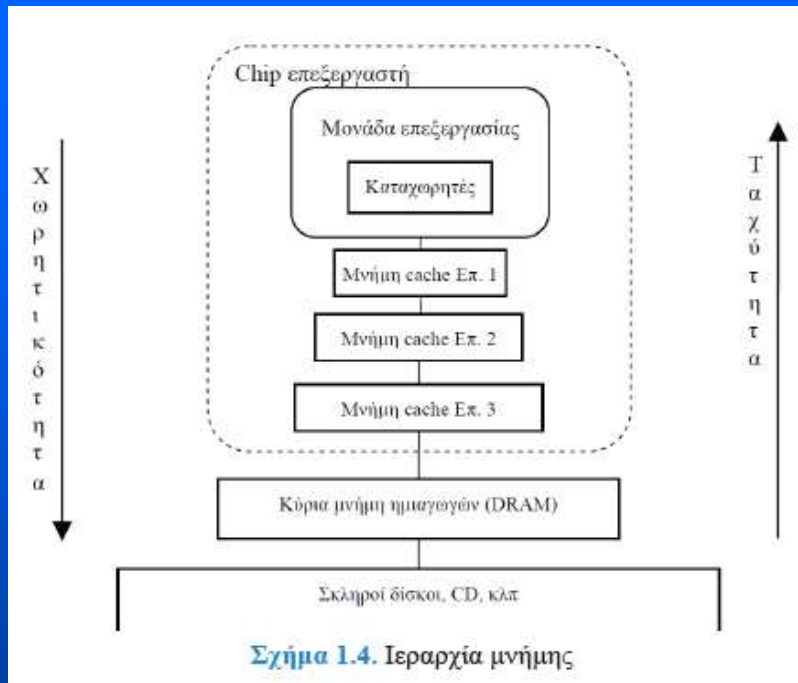 Chip επεξεργαστή
Μονάδα επεξεργασίας
Καταχωρητές
Μνήμη cache Επ. 1
Μνήμη cache Επ. 2
Μνήμη cache Επ. 3
Κύρια μνήμη ημιαγωγών (DRAM)
Σκληροί δίσκοι, CD, κλπ
Χωρητικότητα
Ταχύτητα
Σχήμα 1.4. Ιεραρχία μνήμης